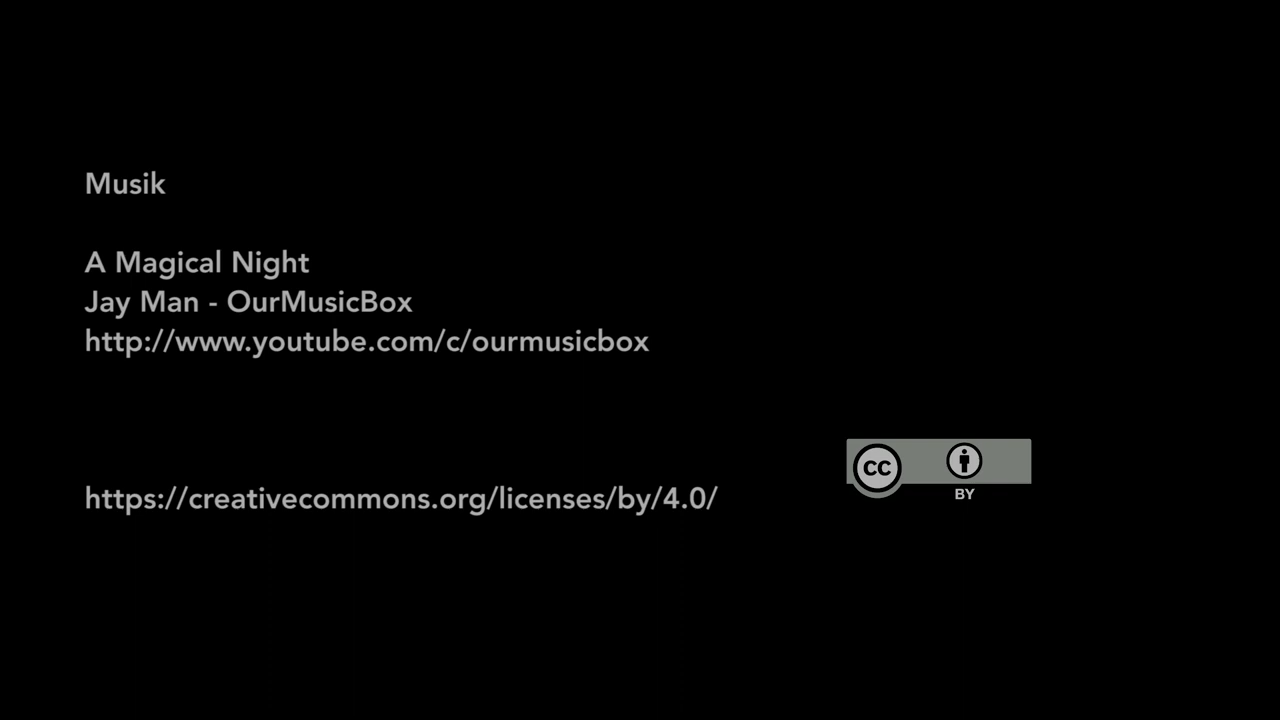 Musik
A Magical Night
Jay Man - OurMusicBox
http://www.youtube.com/c/ourmusicbox
https://creativecommons.org/licenses/by/4.0/
CC
BY